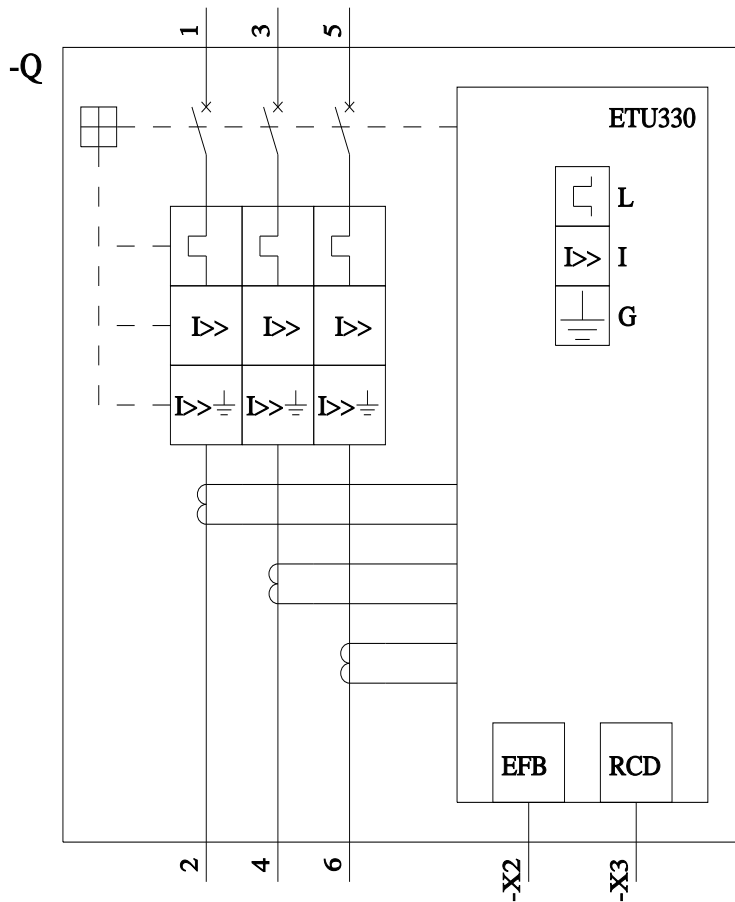 1 3 5
-Q
ETU330
L
I>> I
G
I>> I>> I>>
I>> I>> I>>
EFB RCD
2 4 6 -X2 -X3